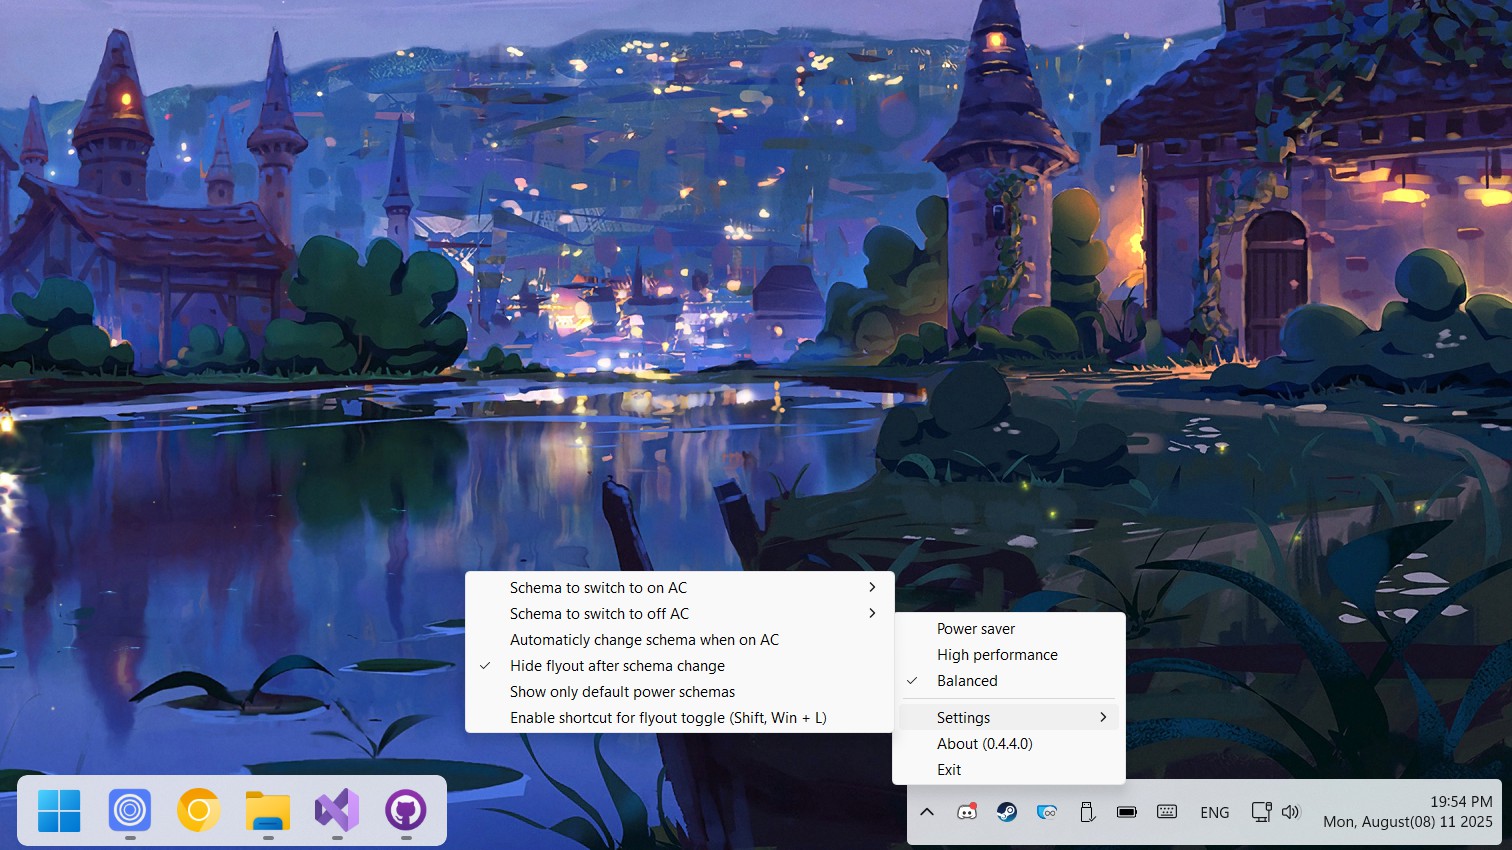 Schema to switch to on AC
Schema to switch to off AC
Automaticly change schema when on AC
Hide flyout after schema change
Show only default power schemas
Enable shortcut for flyout toggle (Shift, Win + L)
Power saver
High performance
Balanced
Settings
About (0.4.4.0)
Exit
ENG
19:54 PM
Mon, August(08) 11 2025